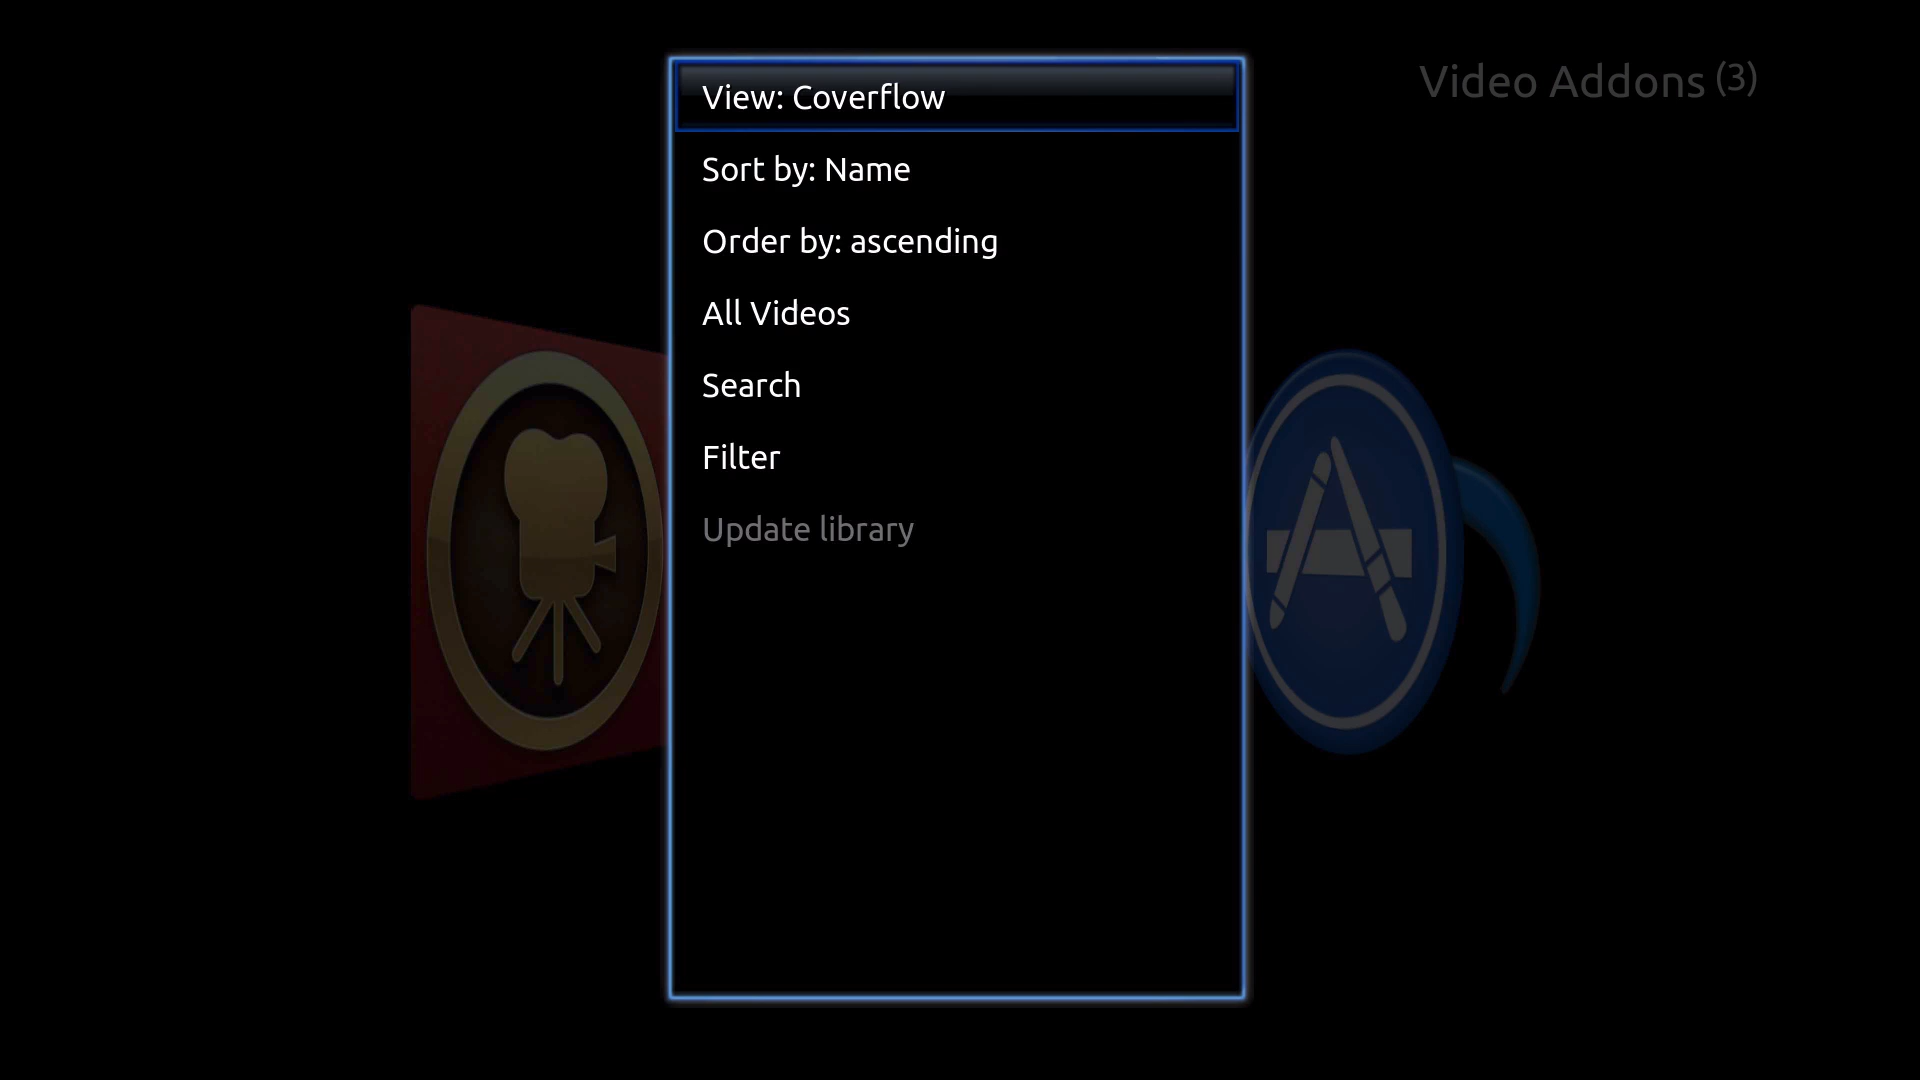 Video Addons (3)
View: Coverflow
Sort by: Name
Order by: ascending
All Videos
Search
Filter
Update library